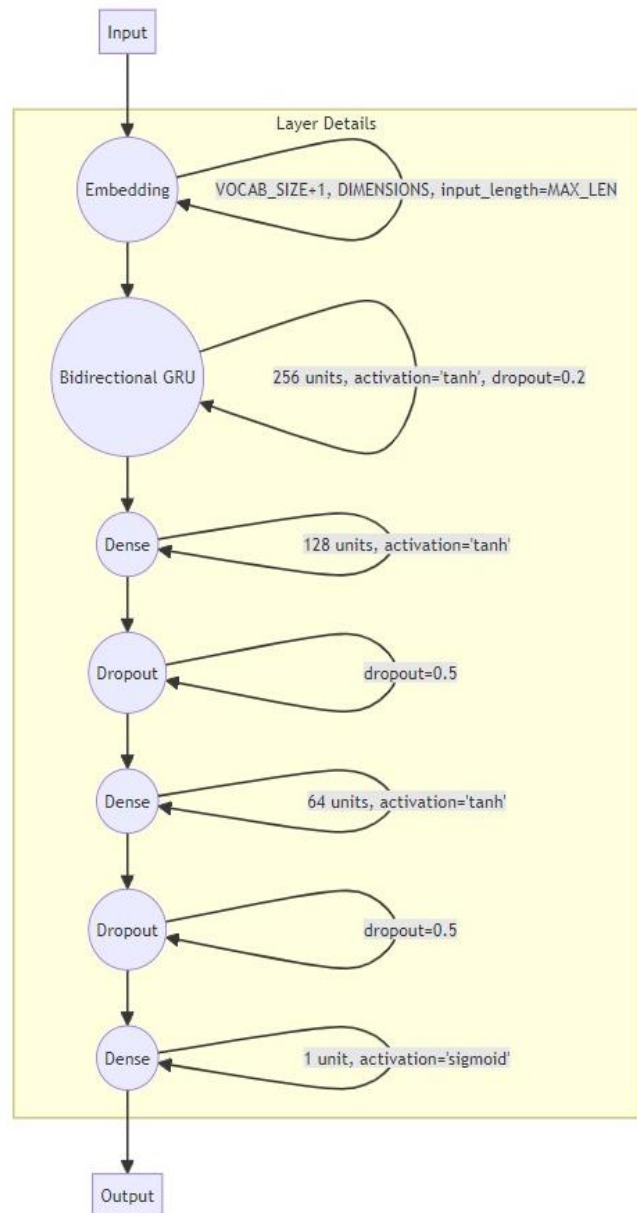 Input
Layer Details
Embedding
VOCAB_SIZE+1, DIMENSIONS, input_length=MAX_LEN
Bidirectional GRU
256 units, activation='tanh', dropout=0.2
Dense
128 units, activation='tanh'
Dropout
dropout=0.5
Dense
64 units, activation='tanh'
Dropout
dropout=0.5
Dense
1 unit, activation='sigmoid'
Output